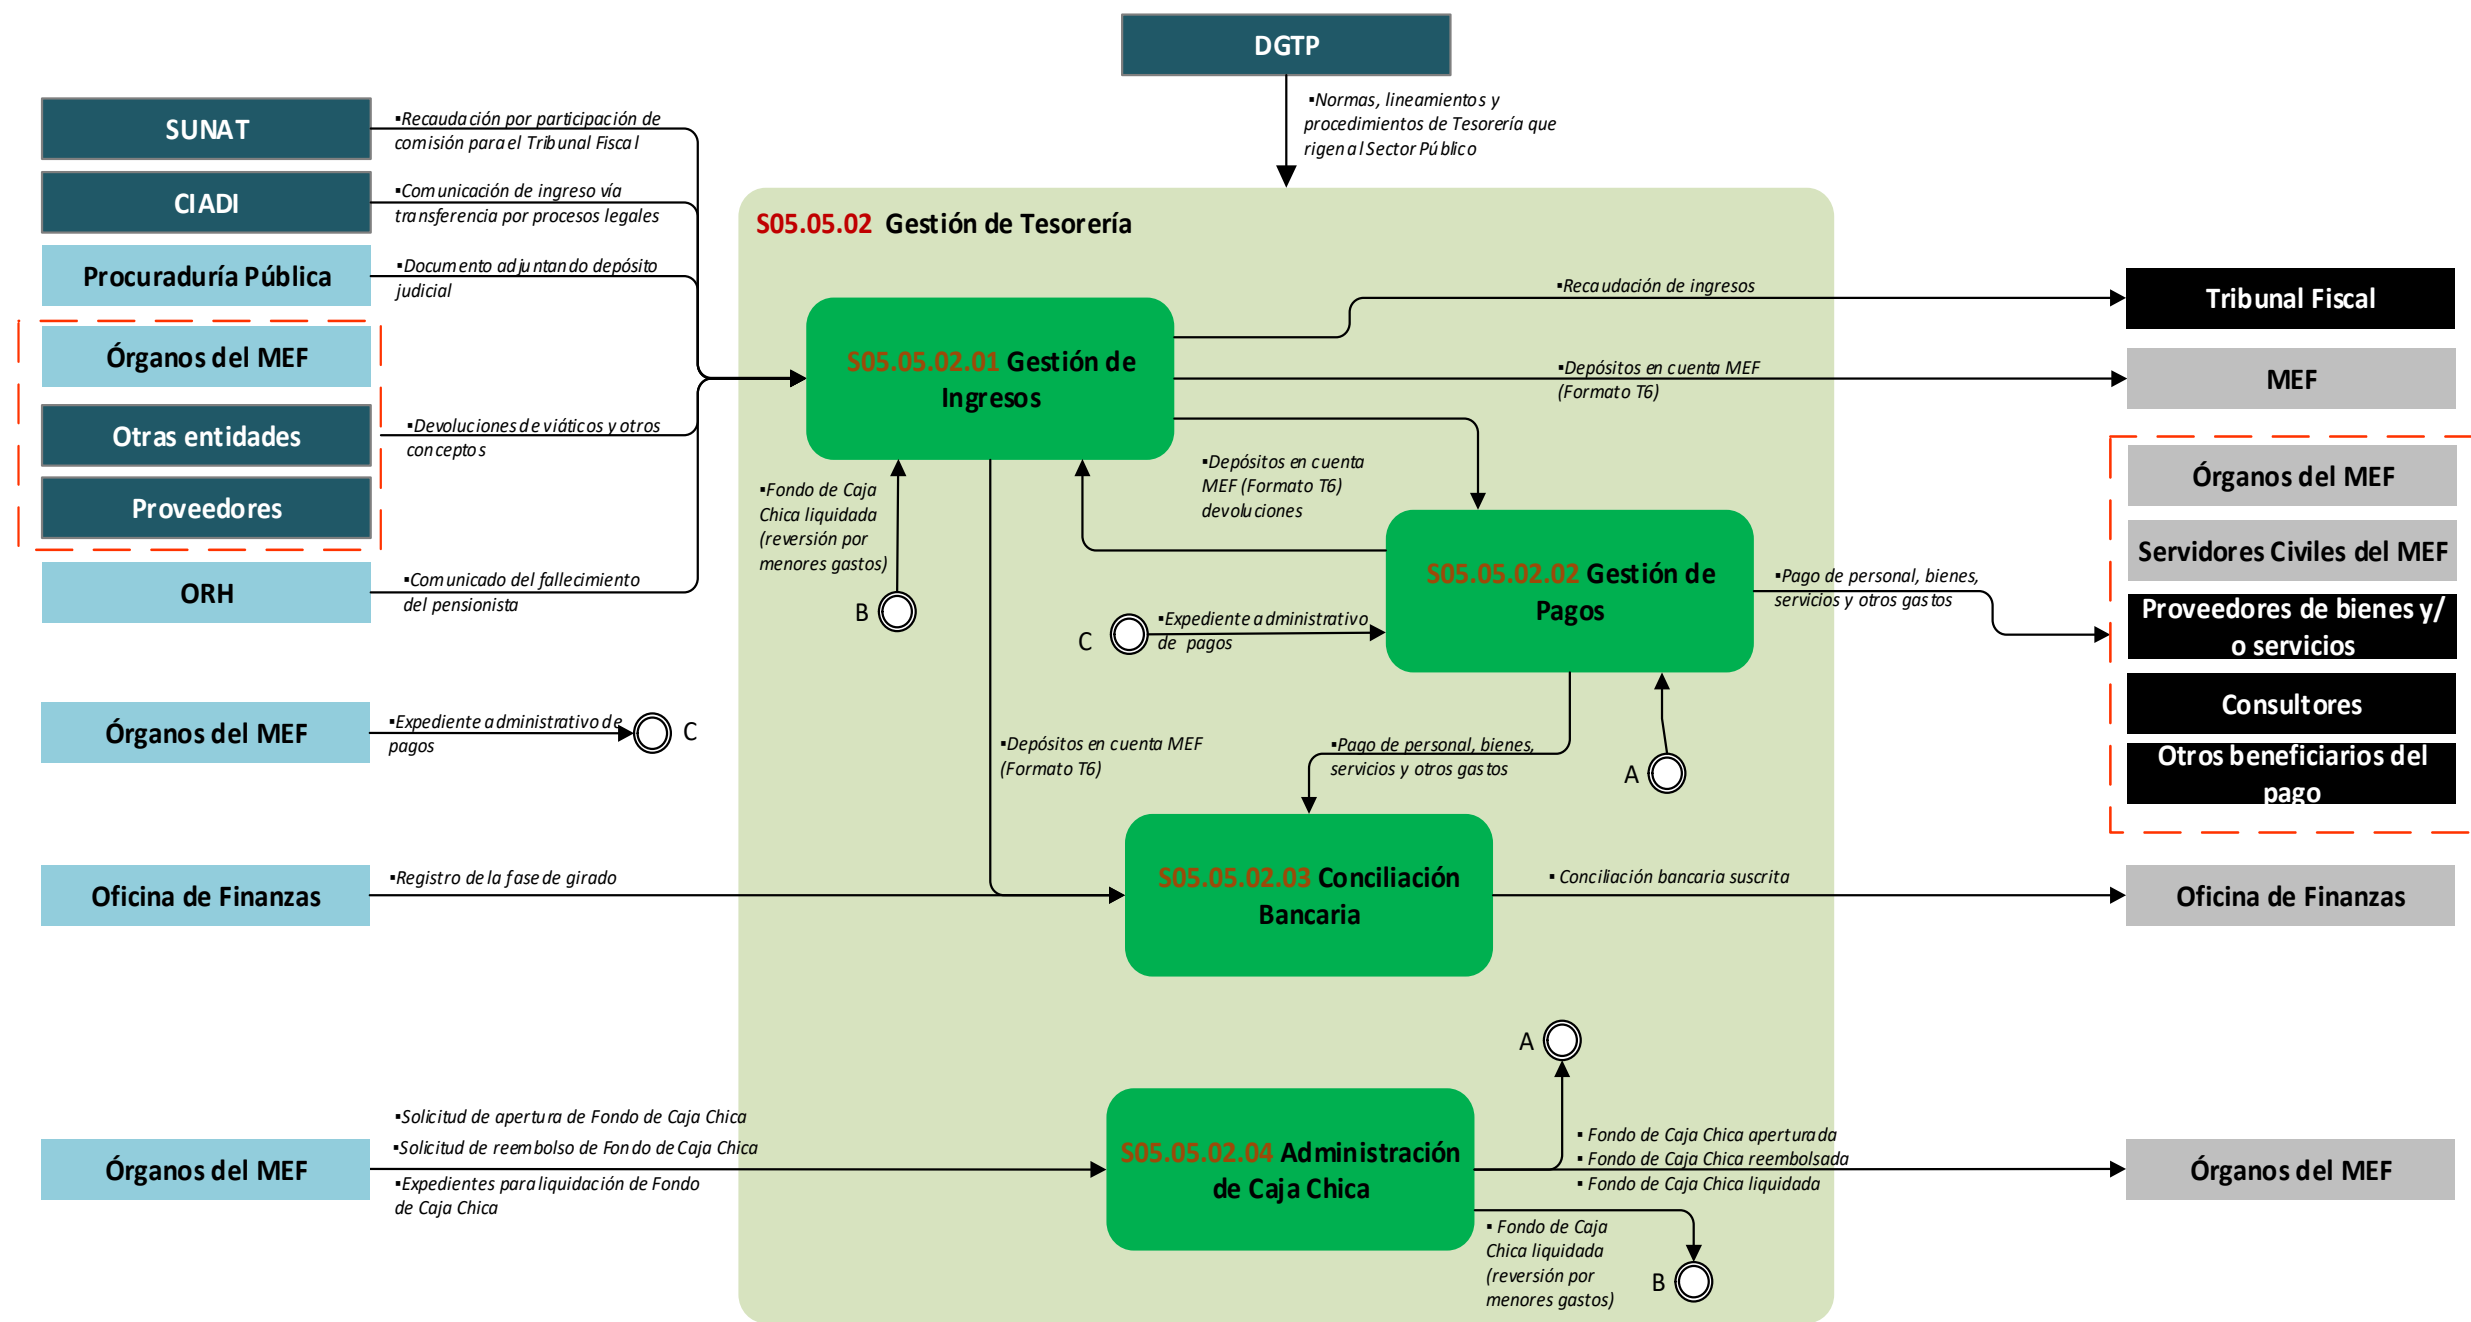 DGTP
▪Normas, lineamientos y
procedimientos de Tesorería que
rigen al Sector Público
SUNAT
▪Recaudación por participación de
comisión para el Tribunal Fiscal
CIADI
▪Comunicación de ingreso vía
transferencia por procesos legales
Procuraduría Pública
▪Documento adjuntando depósito
judicial
Órganos del MEF
Otras entidades
Proveedores
▪Devoluciones de viáticos y otros
conceptos
ORH
▪Comunicado del fallecimiento
del pensionista
Órganos del MEF
▪Expediente administrativo de
pagos
C
Oficina de Finanzas
▪Registro de la fase de girado
Órganos del MEF
▪Solicitud de apertura de Fondo de Caja Chica
▪Solicitud de reembolso de Fondo de Caja Chica
▪Expedientes para liquidación de Fondo
de Caja Chica
S05.05.02 Gestión de Tesorería
S05.05.02.01 Gestión de
Ingresos
▪Fondo de Caja
Chica liquidada
(reversión por
menores gastos)
B
▪Depósitos en cuenta
MEF (Formato T6)
devoluciones
C
▪Expediente administrativo
de pagos
S05.05.02.02 Gestión de
Pagos
A
▪Depósitos en cuenta MEF
(Formato T6)
▪Pago de personal, bienes,
servicios y otros gastos
S05.05.02.03 Conciliación
Bancaria
A
S05.05.02.04 Administración
de Caja Chica
▪ Fondo de Caja Chica aperturada
▪ Fondo de Caja Chica reembolsada
▪ Fondo de Caja Chica liquidada
▪ Fondo de Caja
Chica liquidada
(reversión por
menores gastos)
B
▪Recaudación de ingresos
Tribunal Fiscal
▪Depósitos en cuenta MEF
(Formato T6)
MEF
▪Pago de personal, bienes,
servicios y otros gastos
Órganos del MEF
Servidores Civiles del MEF
Proveedores de bienes y/
o servicios
Consultores
Otros beneficiarios del
pago
▪ Conciliación bancaria suscrita
Oficina de Finanzas
Órganos del MEF